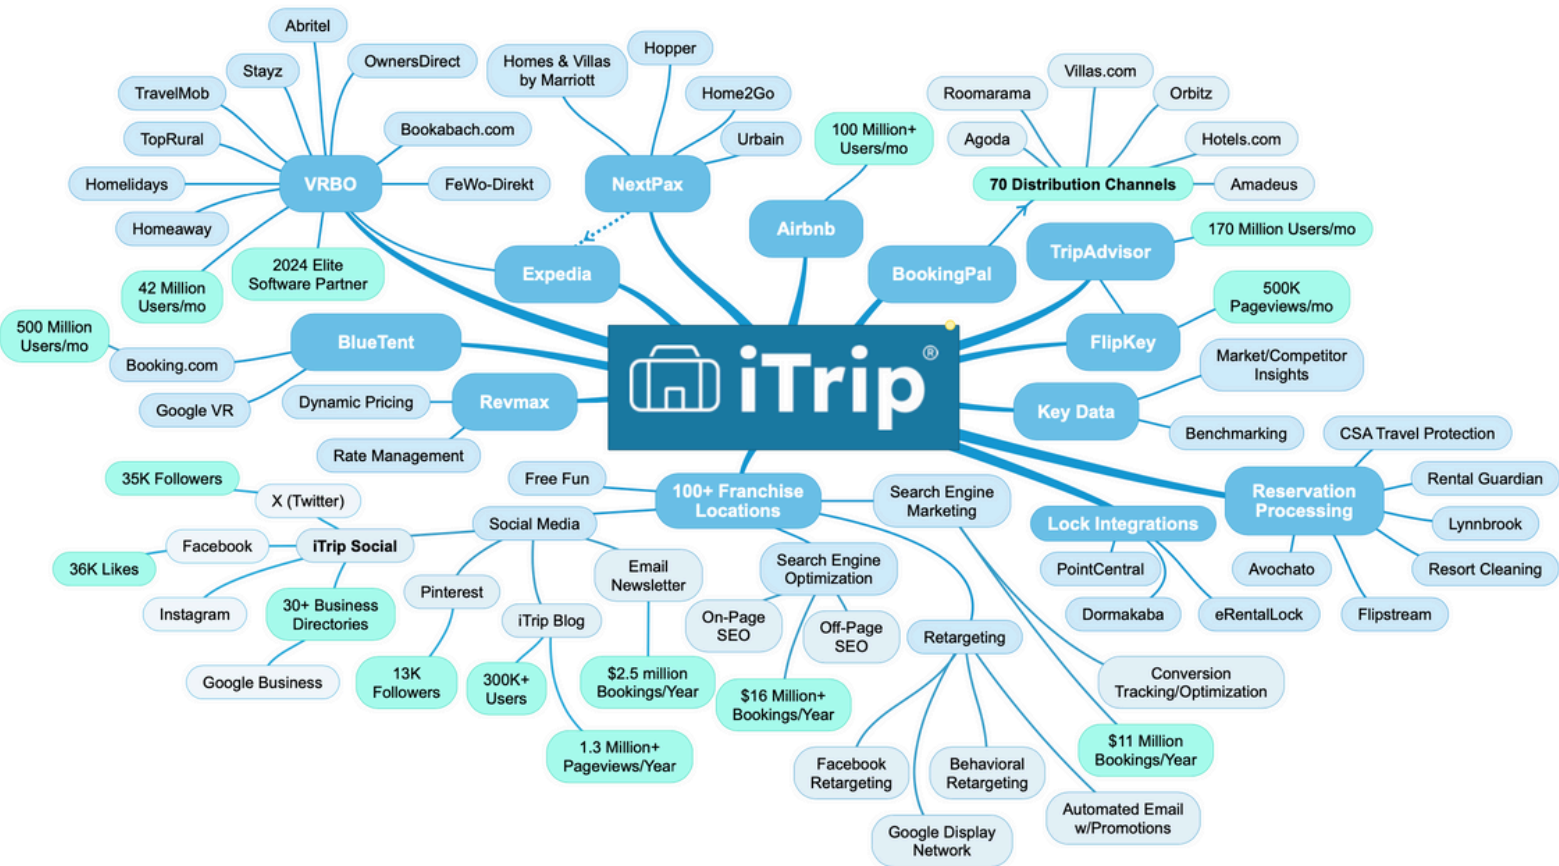 Abritel
Stayz
OwnersDirect
TravelMob
TopRural
Bookabach.com
VRBO
Homelidays
FeWo-Direkt
Homeaway
42 Million
Users/mo
2024 Elite
Software Partner
Homes & Villas
by Marriott
Hopper
Home2Go
Urbain
NextPax
Expedia
100 Million+
Users/mo
Airbnb
Roomarama
Villas.com
Orbitz
Agoda
Hotels.com
70 Distribution Channels
Amadeus
BookingPal
TripAdvisor
170 Million Users/mo
FlipKey
500K
Pageviews/mo
500 Million
Users/mo
Booking.com
BlueTent
Google VR
Dynamic Pricing
Revmax
Rate Management
iTrip®
Key Data
Market/Competitor
Insights
Benchmarking
CSA Travel Protection
Reservation
Processing
Rental Guardian
Lynnbrook
Resort Cleaning
Avochato
Flipstream
Lock Integrations
PointCentral
Dormakaba
eRentalLock
100+ Franchise
Locations
Free Fun
Search Engine
Marketing
Social Media
35K Followers
X (Twitter)
Facebook
iTrip Social
36K Likes
Instagram
30+ Business
Directories
Google Business
Pinterest
13K
Followers
iTrip Blog
300K+
Users
1.3 Million+
Pageviews/Year
Email
Newsletter
$2.5 million
Bookings/Year
Search Engine
Optimization
On-Page
SEO
Off-Page
SEO
$16 Million+
Bookings/Year
Retargeting
Facebook
Retargeting
Google Display
Network
Behavioral
Retargeting
Automated Email
w/Promotions
Conversion
Tracking/Optimization
$11 Million
Bookings/Year